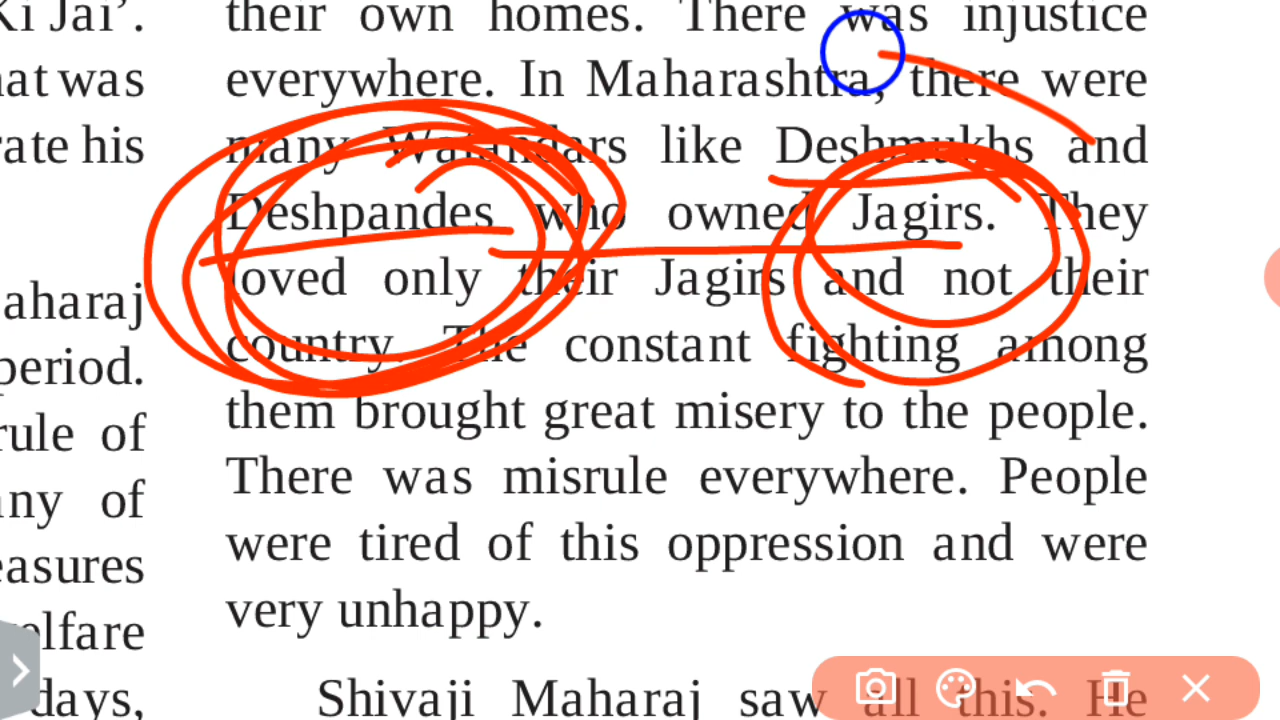 Ki Jai’.
hat was
rate his
aharaj
period.
rule of
any of
easures
elfare
days,
their own homes. There was injustice
everywhere. In Maharashtra, there were
many Watandars like Deshmukhs and
Deshpandes who owned Jagirs. They
loved only their Jagirs and not their
country. The constant fighting among
them brought great misery to the people.
There was misrule everywhere. People
were tired of this oppression and were
very unhappy.
Shivaji Maharaj saw all this. He